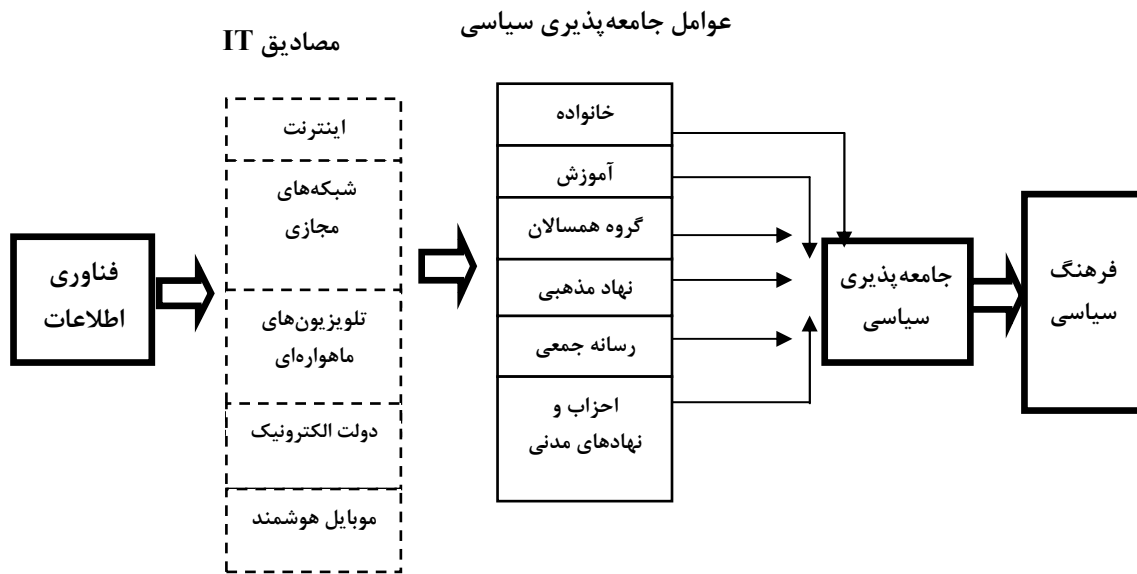 عوامل جامعه‌پذیری سیاسی
مصادیق IT
فناوری
اطلاعات
اینترنت
شبکه‌های
مجازی
تلویزیون‌های
ماهواره‌ای
دولت الکترونیک
موبایل هوشمند
خانواده
آموزش
گروه همسالان
نهاد مذهبی
رسانه جمعی
احزاب و
نهادهای مدنی
جامعه‌پذیری
سیاسی
فرهنگ
سیاسی